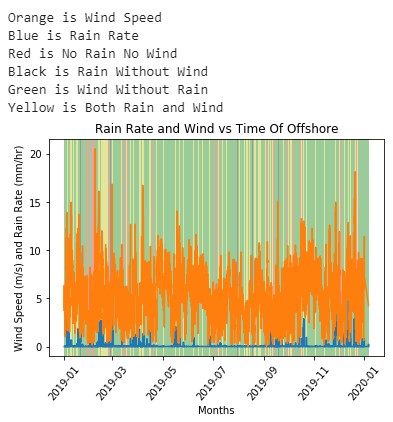 Orange is Wind Speed
Blue is Rain Rate
Red is No Rain No Wind
Black is Rain Without Wind
Green is Wind Without Rain
Yellow is Both Rain and Wind
Rain Rate and Wind vs Time Of Offshore
Wind Speed (m/s) and Rain Rate (mm/hr)
20
15
10
5
0
2019-01
2019-03
2019-05
2019-07
2019-09
2019-11
2020-01
Months